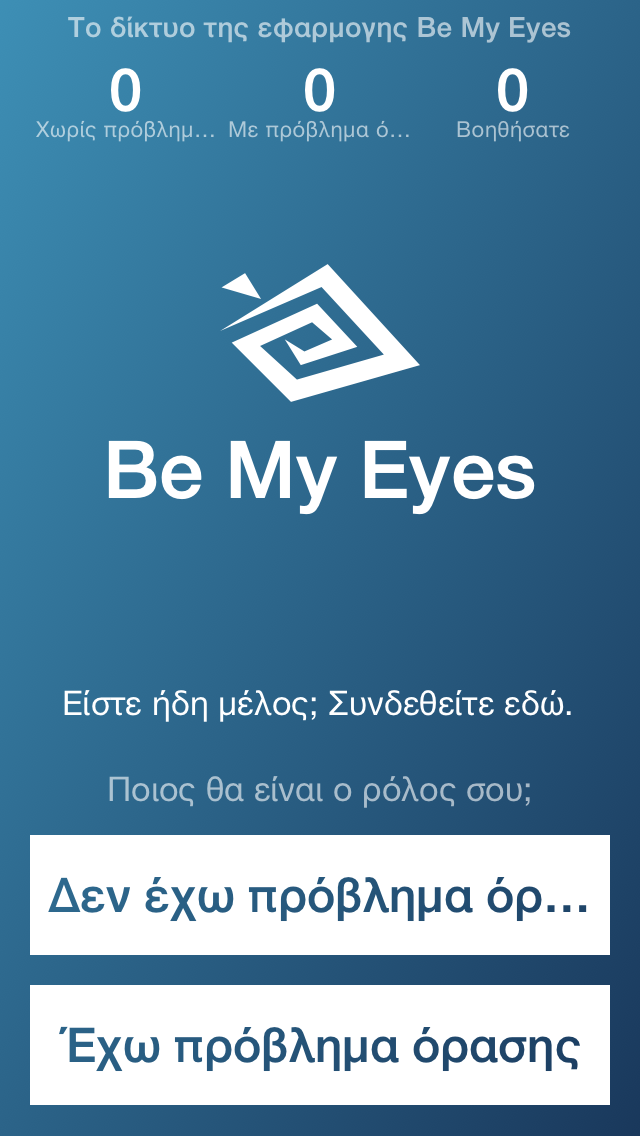 Το δίκτυο της εφαρμογης Be My Eyes
0 0 0
Χωρίς πρόβλημ... Με πρόβλημα ό... Βοηθήσατε
Be My Eyes
Είστε ήδη μέλος; Συνδεθείτε εδώ.
Ποιος θα είναι ο ρόλος σου;
Δεν έχω πρόβλημα όρ...
Έχω πρόβλημα όρασης